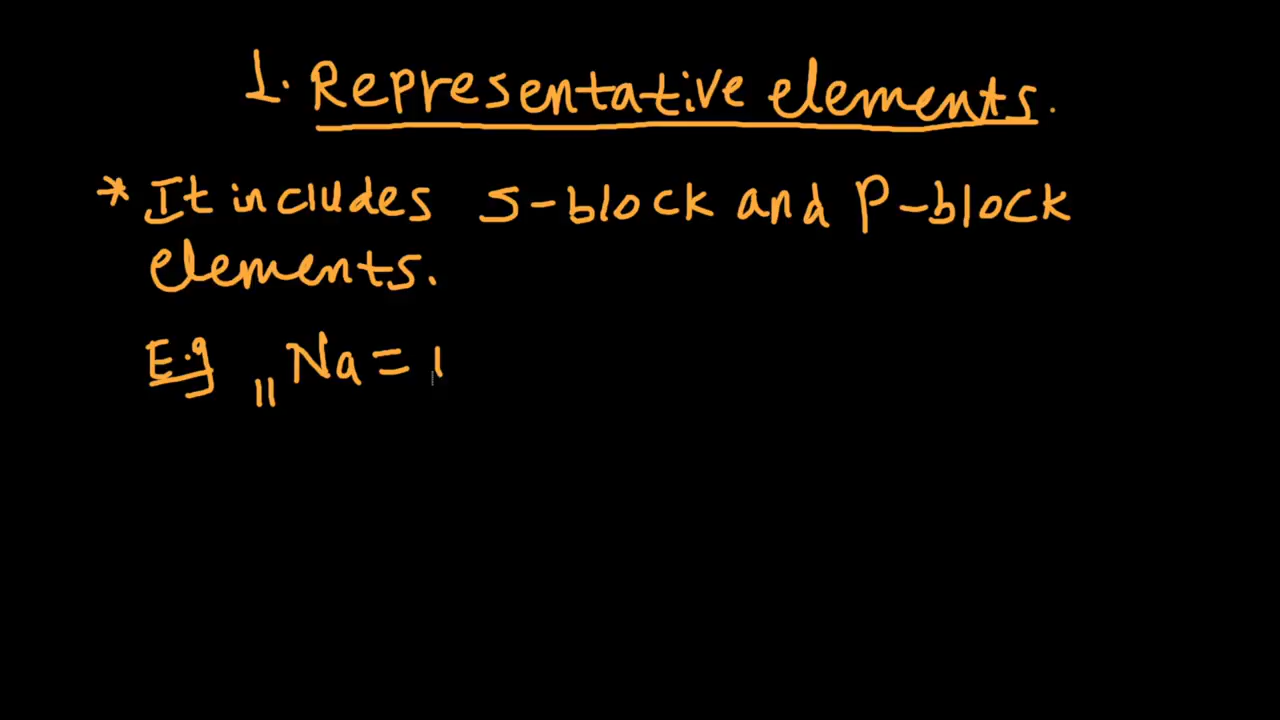 1. Representative elements.
* It includes s-block and P-block
elements.
E.g 11Na = 1